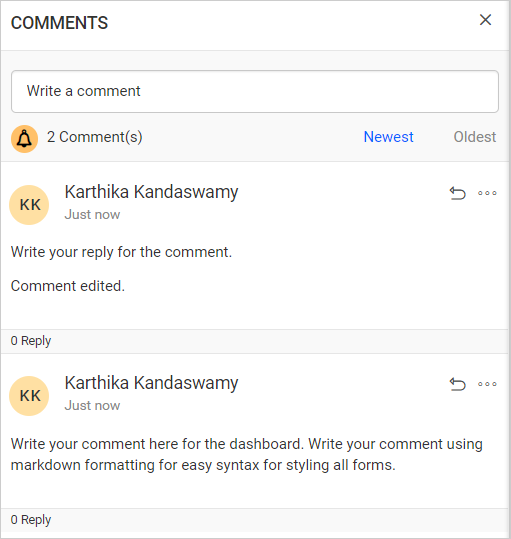 COMMENTS
Write a comment
2 Comment(s) Newest Oldest
KK Karthika Kandaswamy
Just now
Write your reply for the comment.
Comment edited.
0 Reply
KK Karthika Kandaswamy
Just now
Write your comment here for the dashboard. Write your comment using
markdown formatting for easy syntax for styling all forms.
0 Reply